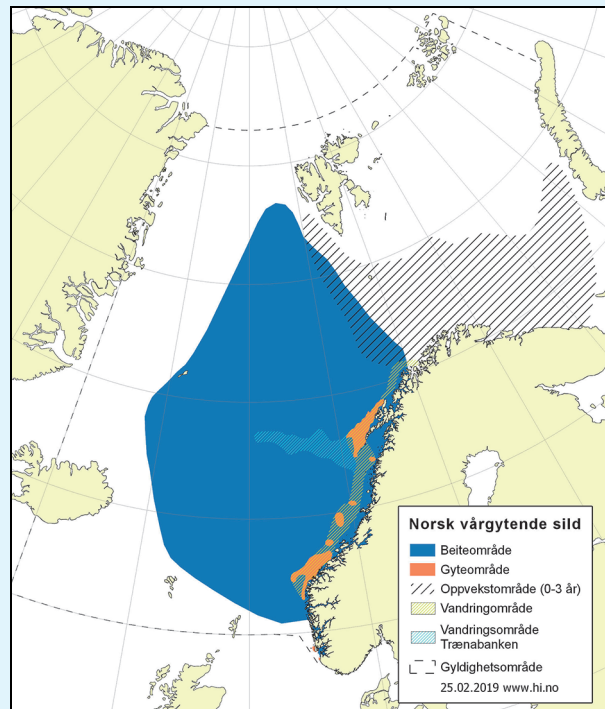 Norsk vårgytende sild
Beiteområde
Gyteområde
Oppvekstområde (0-3 år)
Vandringområde
Vandringsområde
Trænabanken
Gyldighetsområde
25.02.2019 www.hi.no